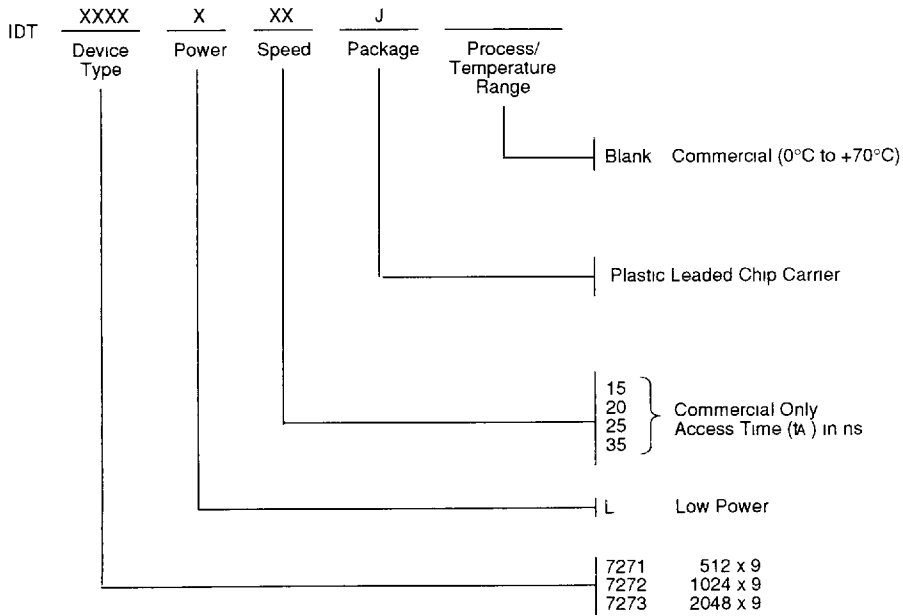 IDT XXXX X XX J
Device Type Power Speed Package Process/ Temperature Range
Blank Commercial (0°C to +70°C)
Plastic Leaded Chip Carrier
15
20
25
35
Commercial Only
Access Time (tA) in ns
L Low Power
7271 512 x 9
7272 1024 x 9
7273 2048 x 9